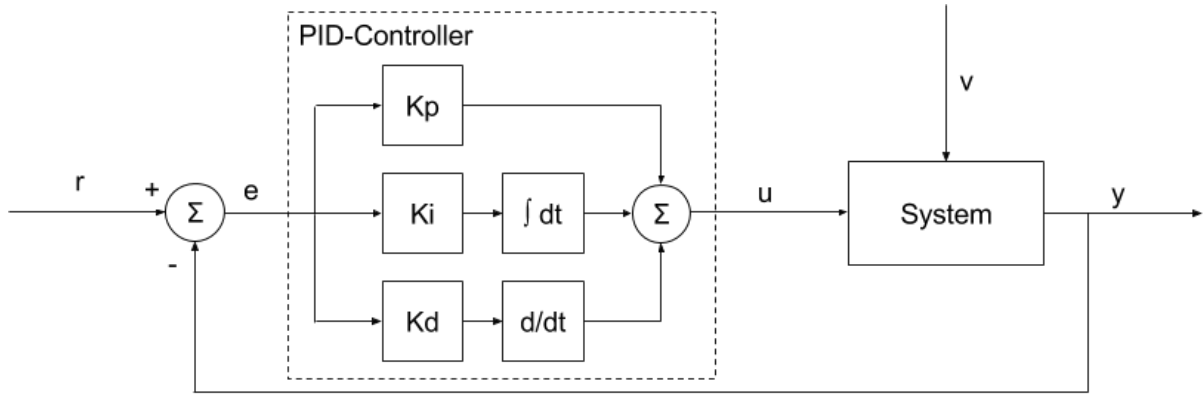 PID-Controller
v
Kp
r
+
Σ
e
Ki
∫ dt
Σ
u
System
y
-
Kd
d/dt